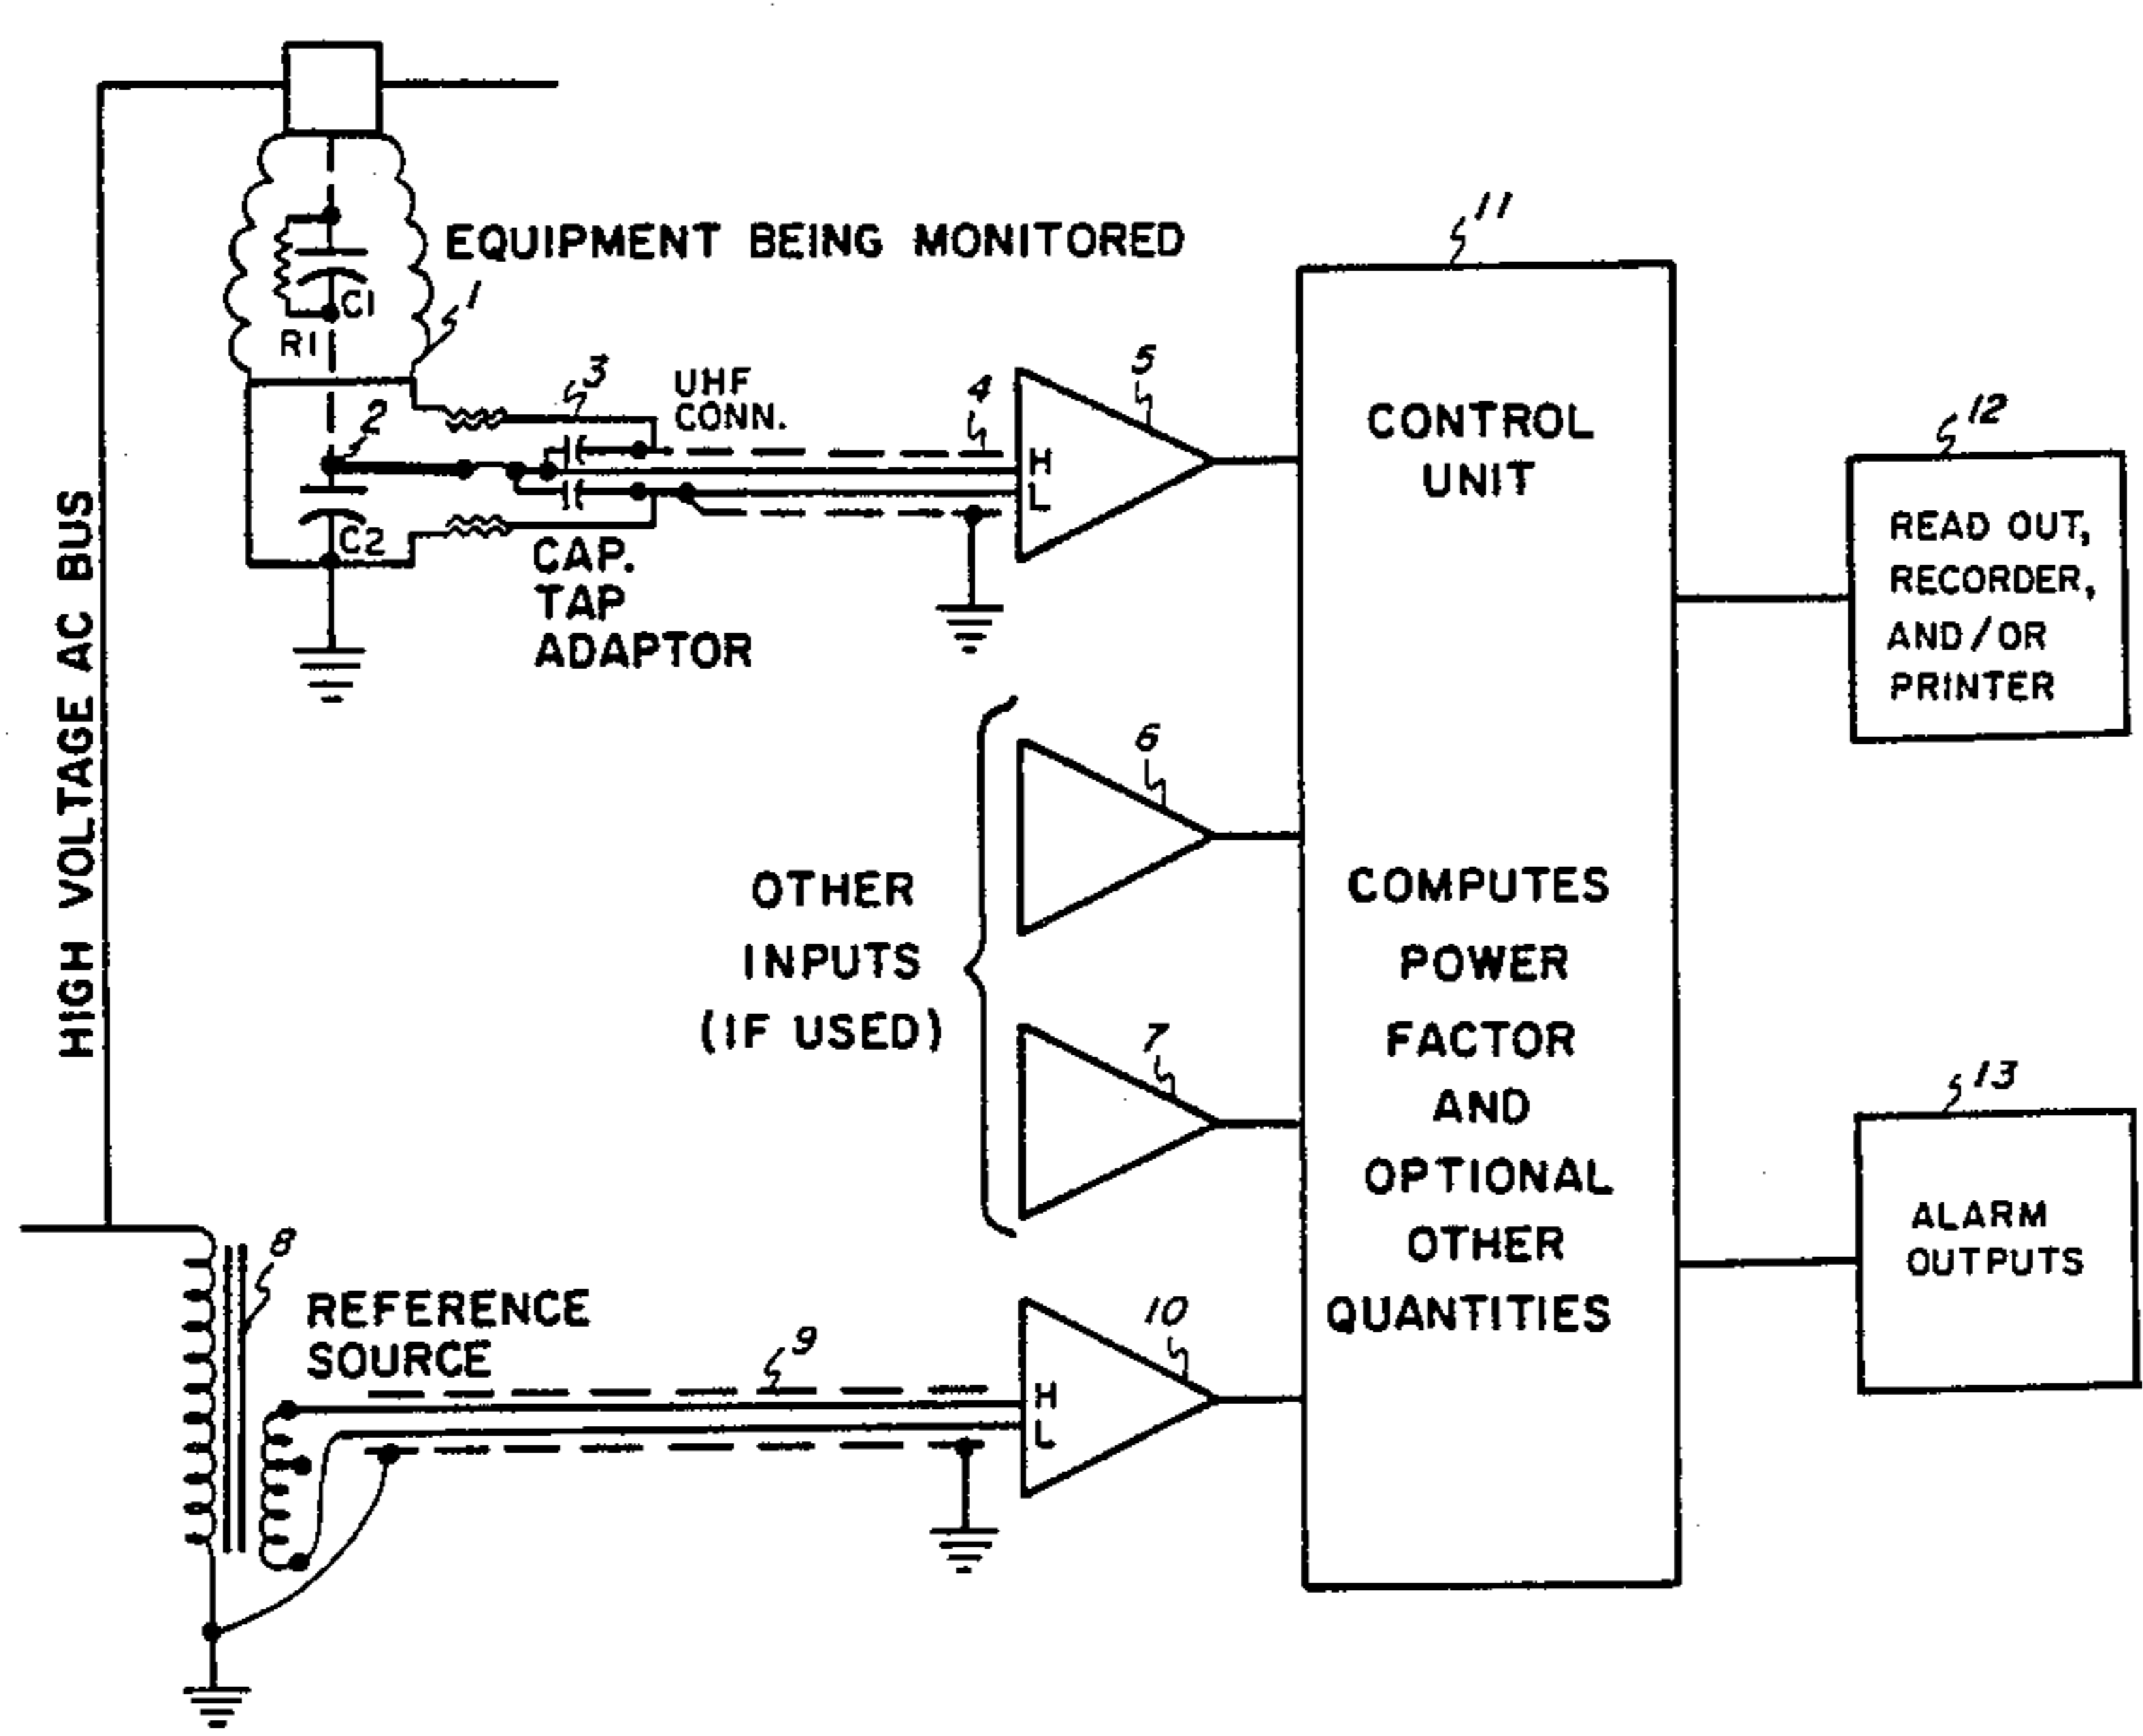 11
EQUIPMENT BEING MONITORED
C1
1
R1
3
UHF
CONN.
4
5
CONTROL
UNIT
12
2
H
L
READ OUT,
RECORDER,
AND/OR
PRINTER
C2
CAP.
TAP
ADAPTOR
HIGH VOLTAGE AC BUS
6
OTHER
INPUTS
(IF USED)
7
COMPUTES
POWER
FACTOR
AND
OPTIONAL
OTHER
QUANTITIES
13
ALARM
OUTPUTS
8
REFERENCE
SOURCE
9
10
H
L